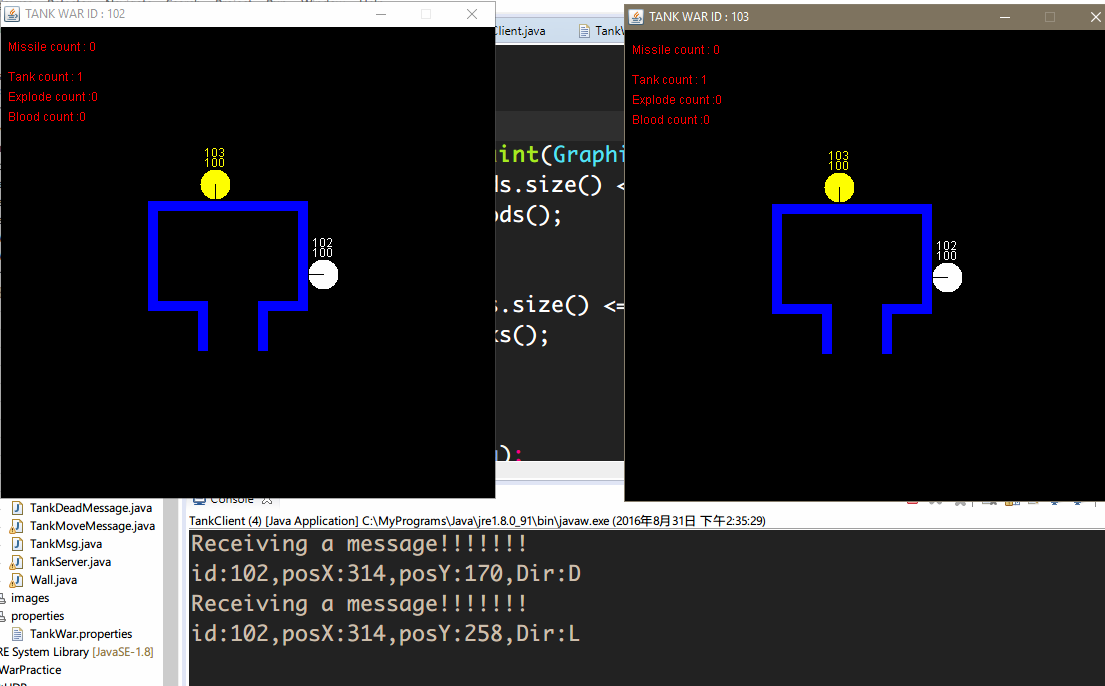 TANK WAR ID : 102
Missile count : 0
Tank count : 1
Explode count :0
Blood count :0
103
100
102
100
Client.java
TankW
int(Graphi
ds.size() <
ods();
s.size() <=
ks();
);
TANK WAR ID : 103
Missile count : 0
Tank count : 1
Explode count :0
Blood count :0
103
100
102
100
TankDeadMessage.java
TankMoveMessage.java
TankMsg.java
TankServer.java
Wall.java
images
properties
TankWar.properties
RE System Library [JavaSE-1.8]
WarPractice
Console
TankClient (4) [Java Application] C:\MyPrograms\Java\jre1.8.0_91\bin\javaw.exe (2016年8月31日 下午2:35:29)
Receiving a message!!!!!!!
id:102,posX:314,posY:170,Dir:D
Receiving a message!!!!!!!
id:102,posX:314,posY:258,Dir:L